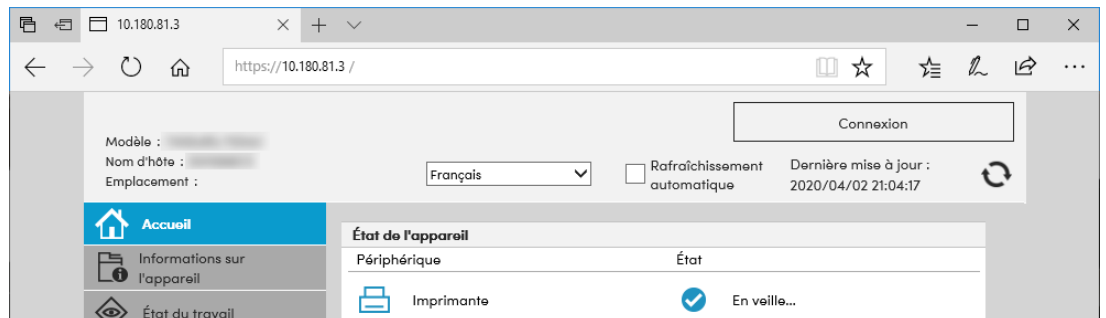 10.180.81.3
https://10.180.81.3 /
Connexion
Modèle :
Nom d'hôte :
Emplacement :
Français
Rafraîchissement
automatique
Dernière mise à jour :
2020/04/02 21:04:17
Accueil
Informations sur
l'appareil
État du travail
État de l'appareil
Périphérique État
Imprimante En veille...